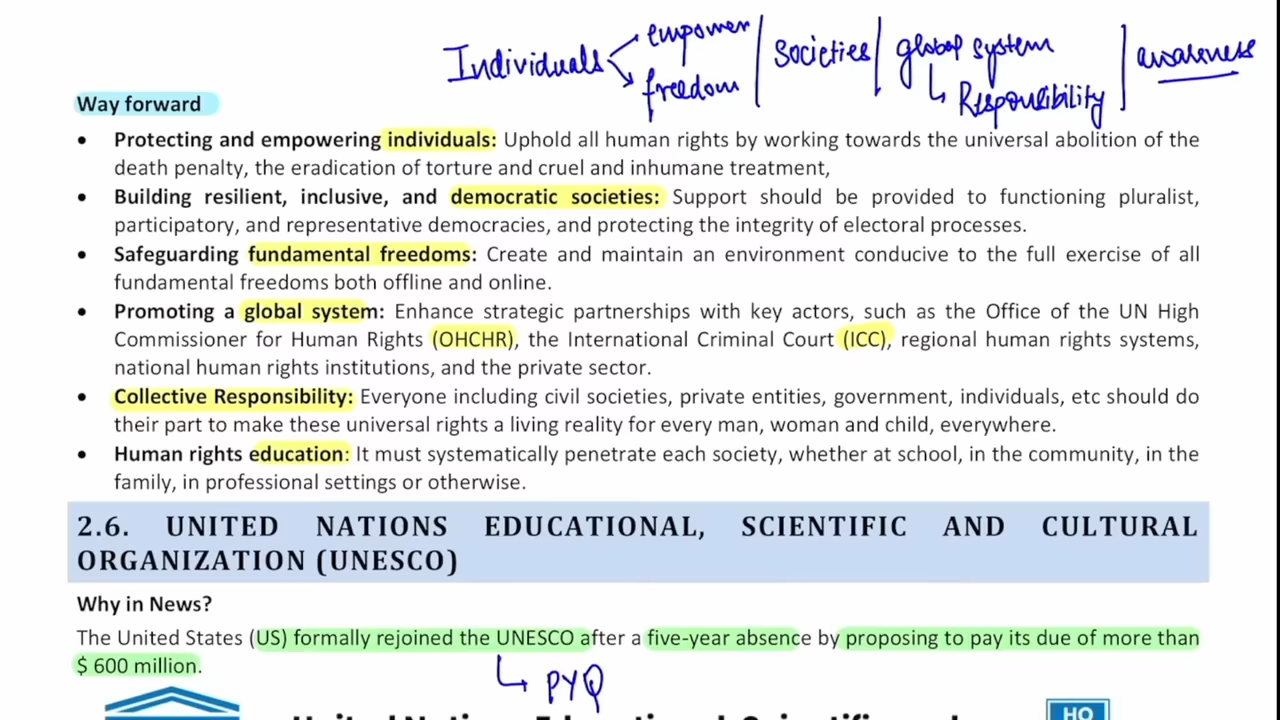 Individuals empower freedom | societies | global system Responsibility | awareness
Way forward
• Protecting and empowering individuals: Uphold all human rights by working towards the universal abolition of the
death penalty, the eradication of torture and cruel and inhumane treatment,
• Building resilient, inclusive, and democratic societies: Support should be provided to functioning pluralist,
participatory, and representative democracies, and protecting the integrity of electoral processes.
• Safeguarding fundamental freedoms: Create and maintain an environment conducive to the full exercise of all
fundamental freedoms both offline and online.
• Promoting a global system: Enhance strategic partnerships with key actors, such as the Office of the UN High
Commissioner for Human Rights (OHCHR), the International Criminal Court (ICC), regional human rights systems,
national human rights institutions, and the private sector.
• Collective Responsibility: Everyone including civil societies, private entities, government, individuals, etc should do
their part to make these universal rights a living reality for every man, woman and child, everywhere.
• Human rights education: It must systematically penetrate each society, whether at school, in the community, in the
family, in professional settings or otherwise.
2.6. UNITED NATIONS EDUCATIONAL, SCIENTIFIC AND CULTURAL
ORGANIZATION (UNESCO)
Why in News?
The United States (US) formally rejoined the UNESCO after a five-year absence by proposing to pay its due of more than
$ 600 million.
PYQ
United Nations Educational, Scientific and
HQ